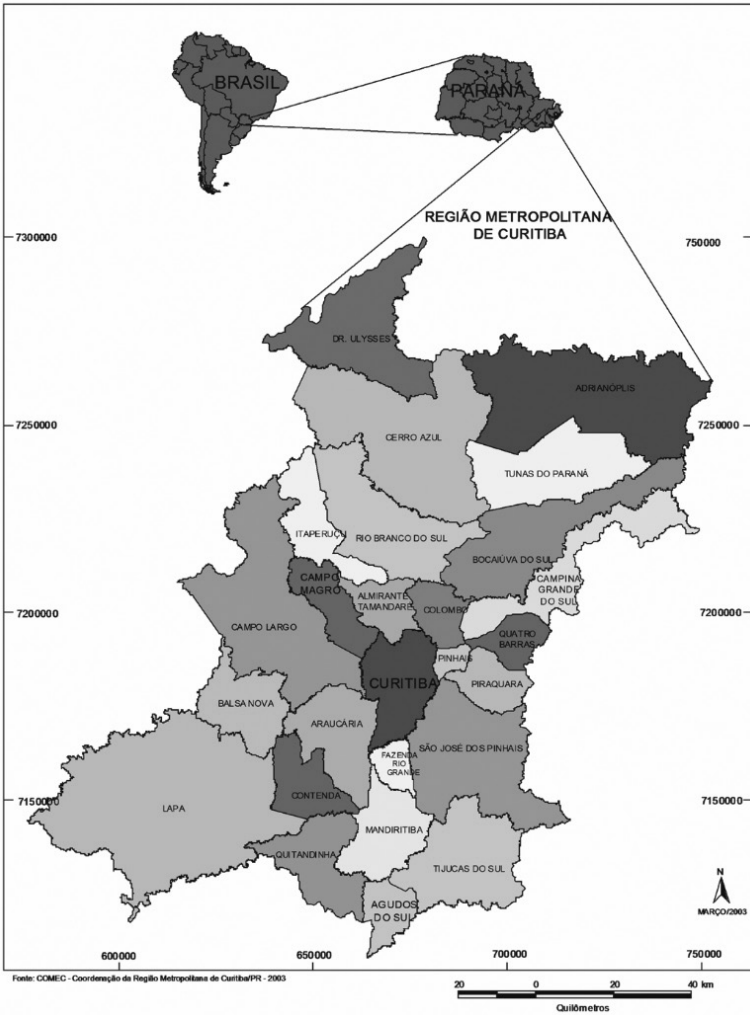 BRASIL
PARANÁ
REGIÃO METROPOLITANA
DE CURITIBA
7300000
750000
DR. ULYSSES
ADRIANÓPLIS
7250000
7250000
CERRO AZUL
TUNAS DO PARANÁ
ITAPERUÇU
RIO BRANCO DO SUL
BOCAIÚVA DO SUL
CAMPO
MAGRO
CAMPINA
GRANDE
DO SUL
ALMIRANTE
TAMANDARÉ
COLOMBO
7200000
7200000
CAMPO LARGO
QUATRO
BARRAS
PINHAIS
CURITIBA
PIRAQUARA
BALSA NOVA
ARAUCÁRIA
SÃO JOSÉ DOS PINHAIS
FAZENDA
RIO
GRANDE
7150000
7150000
CONTENDA
LAPA
MANDIRITIBA
QUITANDINHA
TIJUCAS DO SUL
AGUDOS
DO SUL
N
MARÇO/2003
600000
650000
700000
750000
Fonte: COMEC - Coordenação da Região Metropolitana de Curitiba/PR - 2003
20 0 20 40 km
Quilômetros